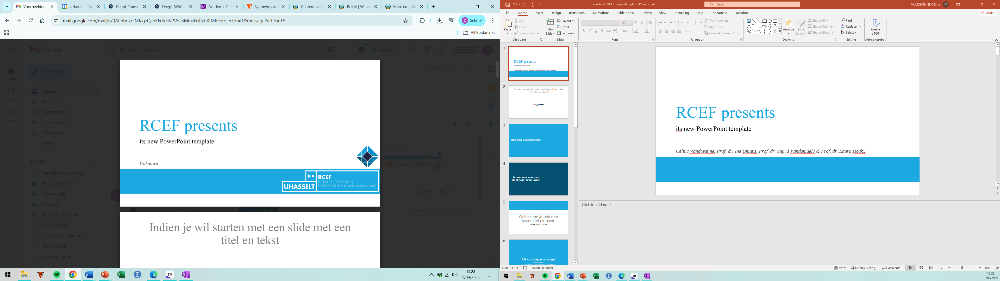 Voorbeelden
UHasselt - Ag
DeepL Transl
DeepL Write:
Academic Ph
Synonyms an
Guatemala |
Belize | Wand
Marokko | W
mail.google.com/mail/u/0/#inbox/FMfcgzQcpKkGkHVPVnzSMmsFGPzbXtMR?projector=1&messagePartId=0.5
C School
All Bookmarks
Gmail
Berichten doorzoeken
Actief
UHASSELT
C
Opstellen
11 van 121
Mail
Inbox
Chat
Met ster
Gesnoozed
Meet
Verzonden
Concepten
Meer
Labels
Bedrijfsfinanciering
Begeleiding MP
Commissie
Congres
Doctoral Schools
Formaliteiten
Literatuurstudie HI
Run & Walk
Summer School
Voorbeeld RCEF T...
ma 18 aug, 09:01
Dutch
Dutch
Forward translated email
RCEF presents
its new PowerPoint template
Unknown
RCEF
RESEARCH CENTER FOR
UHASSELT
ENTREPRENEURSHIP AND FAMILY FIRMS
Indien je wil starten met een slide met een
titel en tekst
EN
13:28
1/09/2025
Voorbeeld RCEF Template.pptx - PowerPoint
Search
VANDEVENNE Céline VC
File Home Insert Design Transitions Animations Slide Show Review View Recording Help EndNote 21 Acrobat
Share
Paste
Cut
Copy
Format Painter
Clipboard
New
Slide
Layout
Reset
Section
Slides
18
Font
Text Direction
Align Text
Convert to SmartArt
Paragraph
Arrange
Quick
Styles
Shape Fill
Shape Outline
Shape Effects
Drawing
Find
Replace
Select
Editing
Create
a PDF
Adobe Acrobat
1
RCEF presents
its new PowerPoint template
2
Indien je wil starten met een slide met
een titel en tekst
Aangenaam.
3
Hier kan een tussentitel
4
Je kan ook voor een
donkerder tintje gaan
5
Of hier kan je ook een
tussentitel plaatsen
6
Of op deze manier
RCEF presents
its new PowerPoint template
Céline Vandevenne, Prof. dr. Ine Umans, Prof. dr. Sigrid Vandemaele & Prof. dr. Laura Hoekx
Click to add notes
Slide 1 of 15
Dutch (Belgium)
Notes
Display Settings
Comments
80%
EN
13:28
1/09/2025